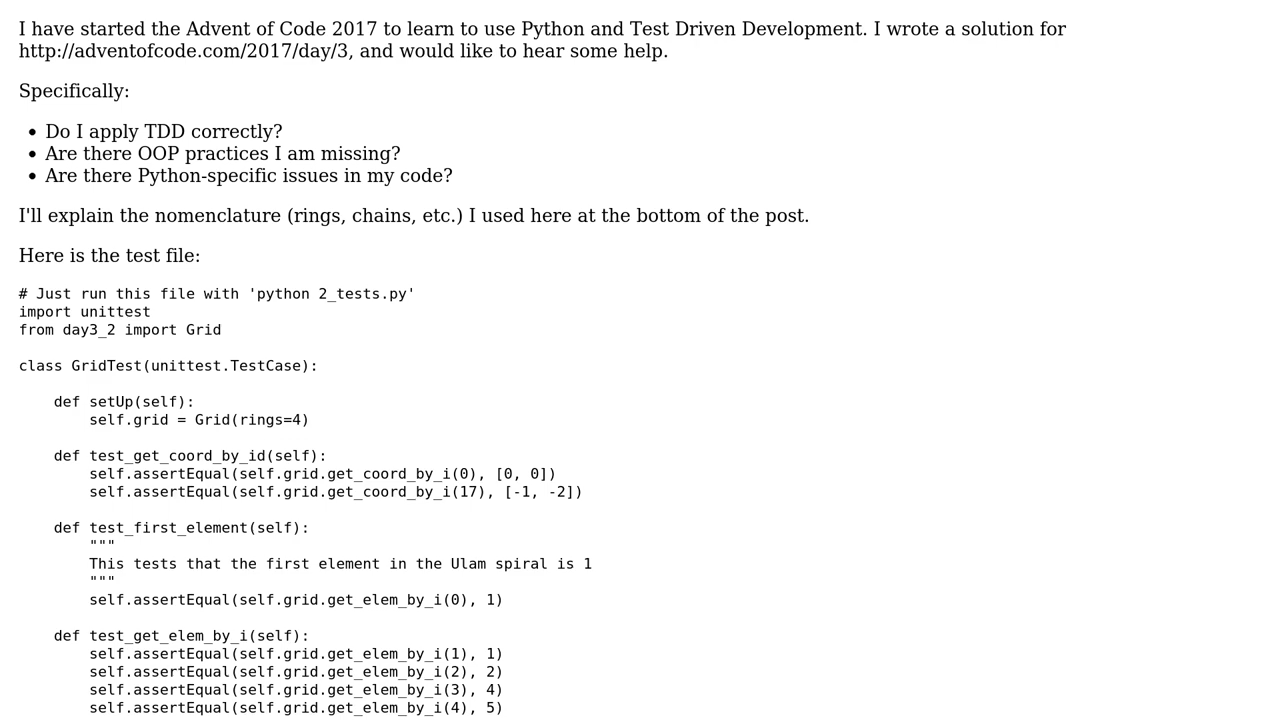 I have started the Advent of Code 2017 to learn to use Python and Test Driven Development. I wrote a solution for
http://adventofcode.com/2017/day/3, and would like to hear some help.
Specifically:
• Do I apply TDD correctly?
• Are there OOP practices I am missing?
• Are there Python-specific issues in my code?
I'll explain the nomenclature (rings, chains, etc.) I used here at the bottom of the post.
Here is the test file:
# Just run this file with 'python 2_tests.py'
import unittest
from day3_2 import Grid
class GridTest(unittest.TestCase):
    def setUp(self):
        self.grid = Grid(rings=4)
    def test_get_coord_by_id(self):
        self.assertEqual(self.grid.get_coord_by_i(0), [0, 0])
        self.assertEqual(self.grid.get_coord_by_i(17), [-1, -2])
    def test_first_element(self):
        """
        This tests that the first element in the Ulam spiral is 1
        """
        self.assertEqual(self.grid.get_elem_by_i(0), 1)
    def test_get_elem_by_i(self):
        self.assertEqual(self.grid.get_elem_by_i(1), 1)
        self.assertEqual(self.grid.get_elem_by_i(2), 2)
        self.assertEqual(self.grid.get_elem_by_i(3), 4)
        self.assertEqual(self.grid.get_elem_by_i(4), 5)